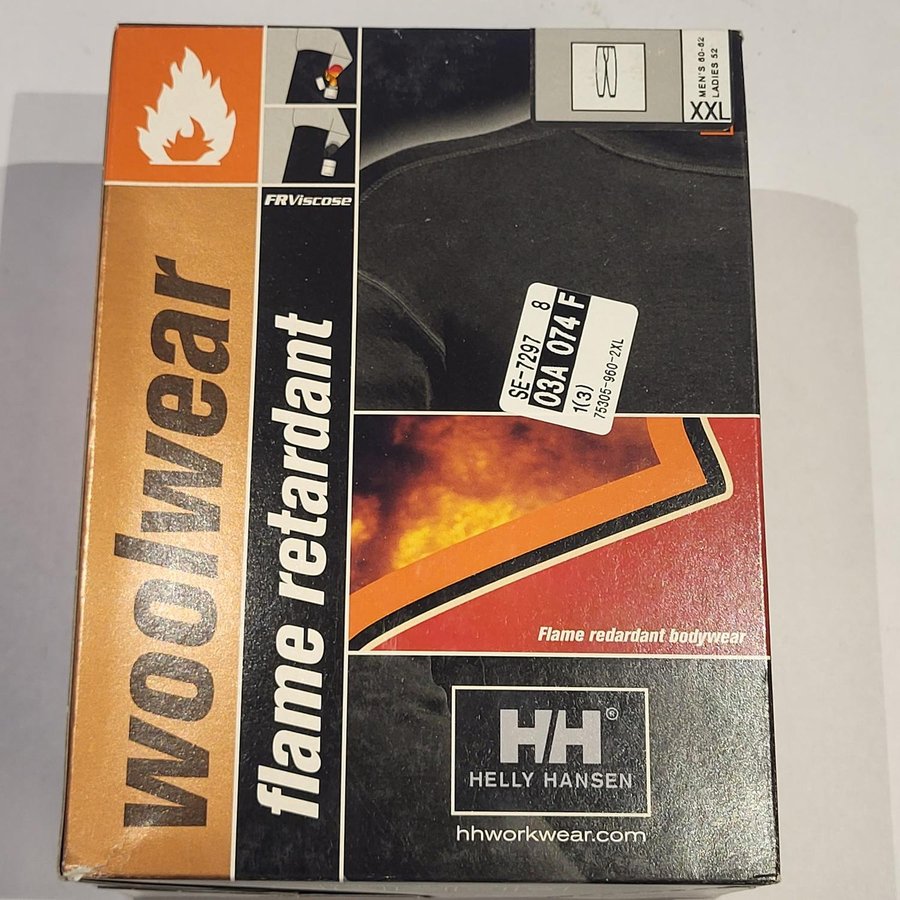 MEN'S 60-62
LADIES 52
XXL
FRViscose
woolwear
flame retardant
SE-7297 8
03A 074 F
1(3)
75305-960-2XL
Flame redardant bodywear
H/H®
HELLY HANSEN
hhworkwear.com